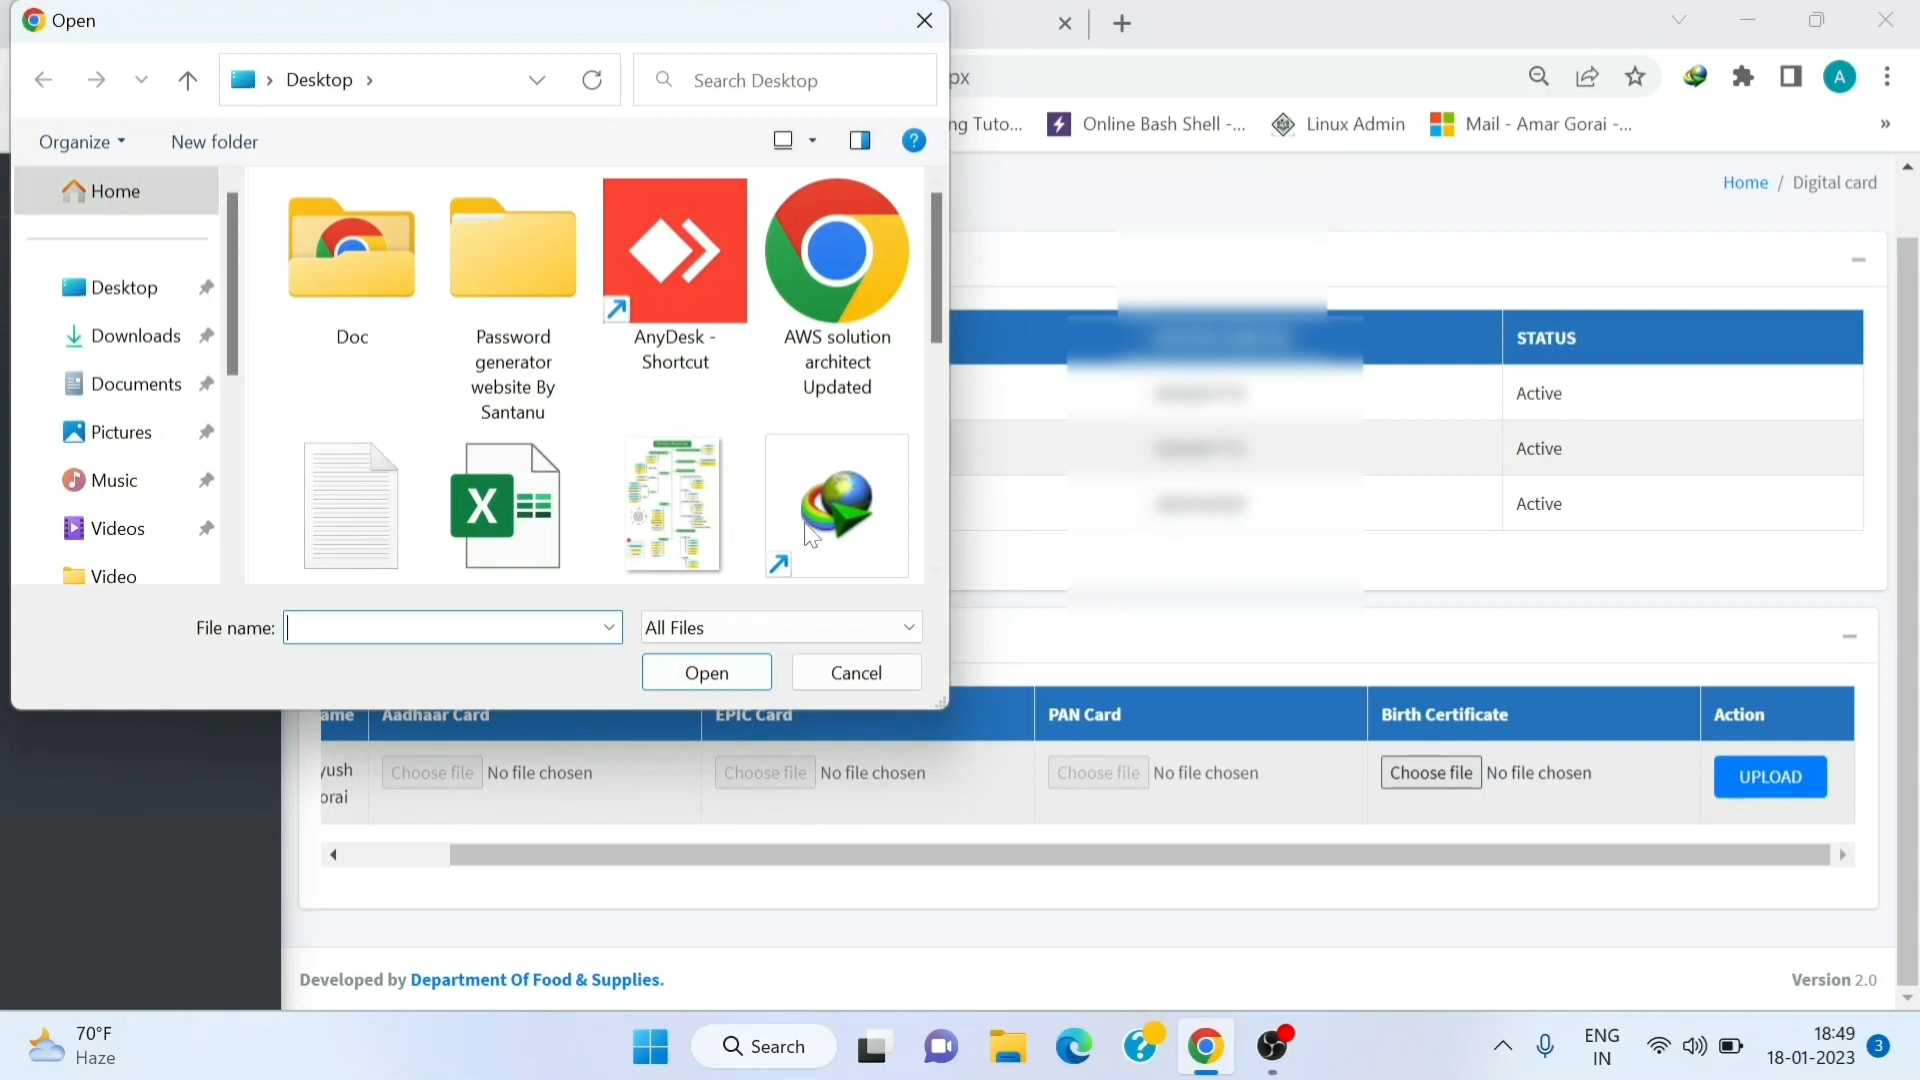 Open
Desktop
Search Desktop
px
Organize
New folder
ng Tuto...
Online Bash Shell -...
Linux Admin
Mail - Amar Gorai -...
»
A
Home
Desktop
Downloads
Documents
Pictures
Music
Videos
Video
Doc
Password
generator
website By
Santanu
AnyDesk -
Shortcut
AWS solution
architect
Updated
X
File name:
All Files
Open
Cancel
Home / Digital card
STATUS
Active
Active
Active
ame
Aadhaar Card
EPIC Card
PAN Card
Birth Certificate
Action
yush
orai
Choose file No file chosen
Choose file No file chosen
Choose file No file chosen
Choose file No file chosen
UPLOAD
Developed by Department Of Food & Supplies.
Version 2.0
70°F
Haze
Search
ENG
IN
18:49
18-01-2023
3